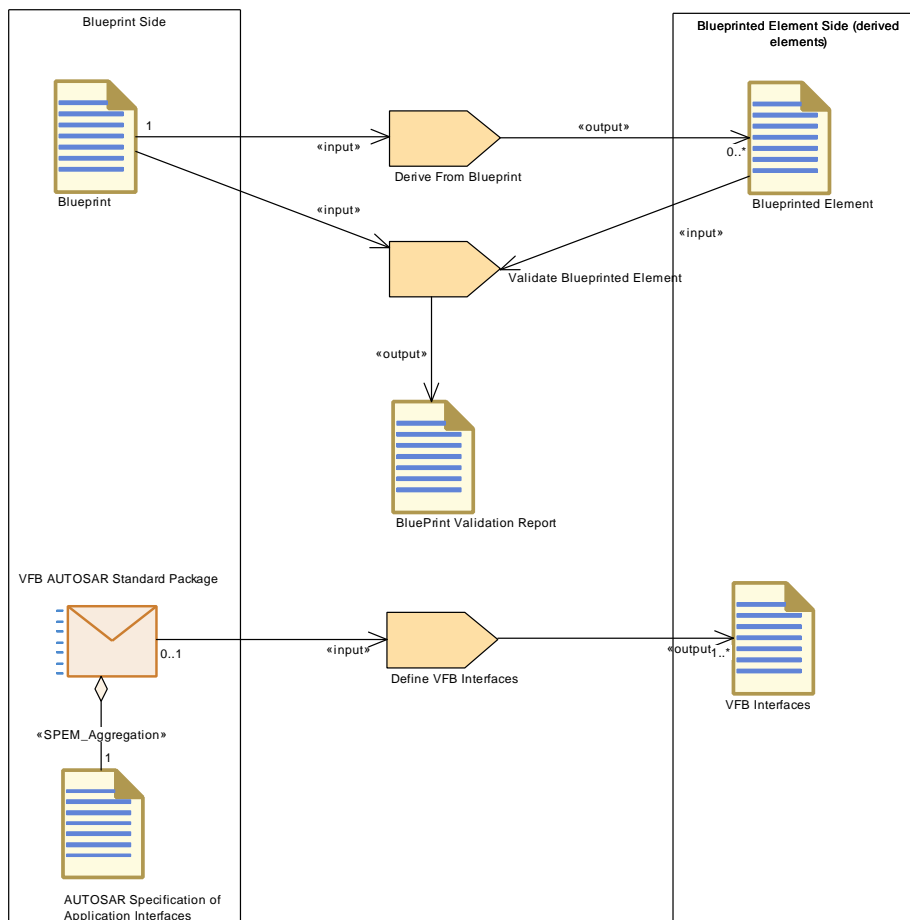 Blueprint Side
Blueprinted Element Side (derived
elements)
1
«input»
«output»
0..*
Derive From Blueprint
Blueprint
Blueprinted Element
«input»
«input»
Validate Blueprinted Element
«output»
BluePrint Validation Report
VFB AUTOSAR Standard Package
0..1
«input»
«output»
1..*
Define VFB Interfaces
VFB Interfaces
«SPEM_Aggregation»
1
AUTOSAR Specification of
Application Interfaces